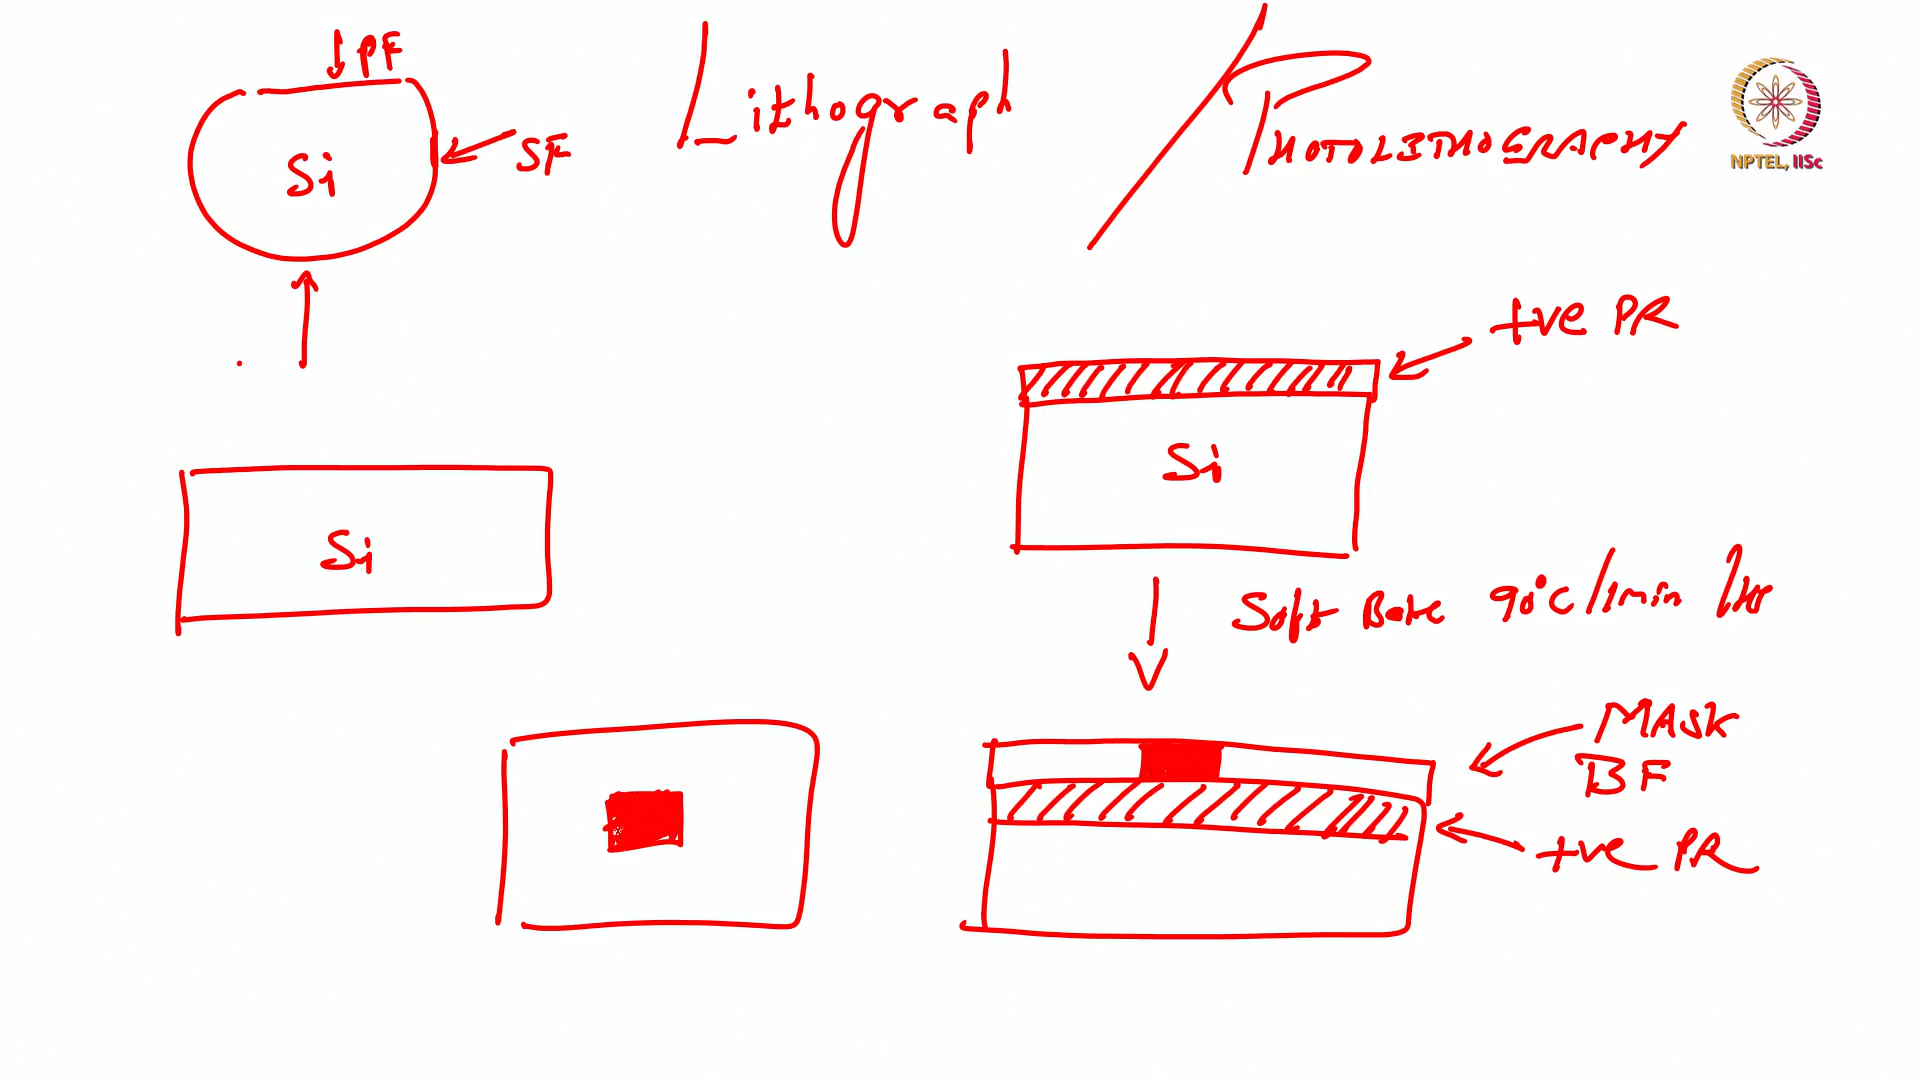 PF
Si
SF
Lithograph
PHOTOLITHOGRAPHY
NPTEL, IISc
+ve PR
Si
Si
Soft Bake 90°C/1min
MASK
BF
+ve PR